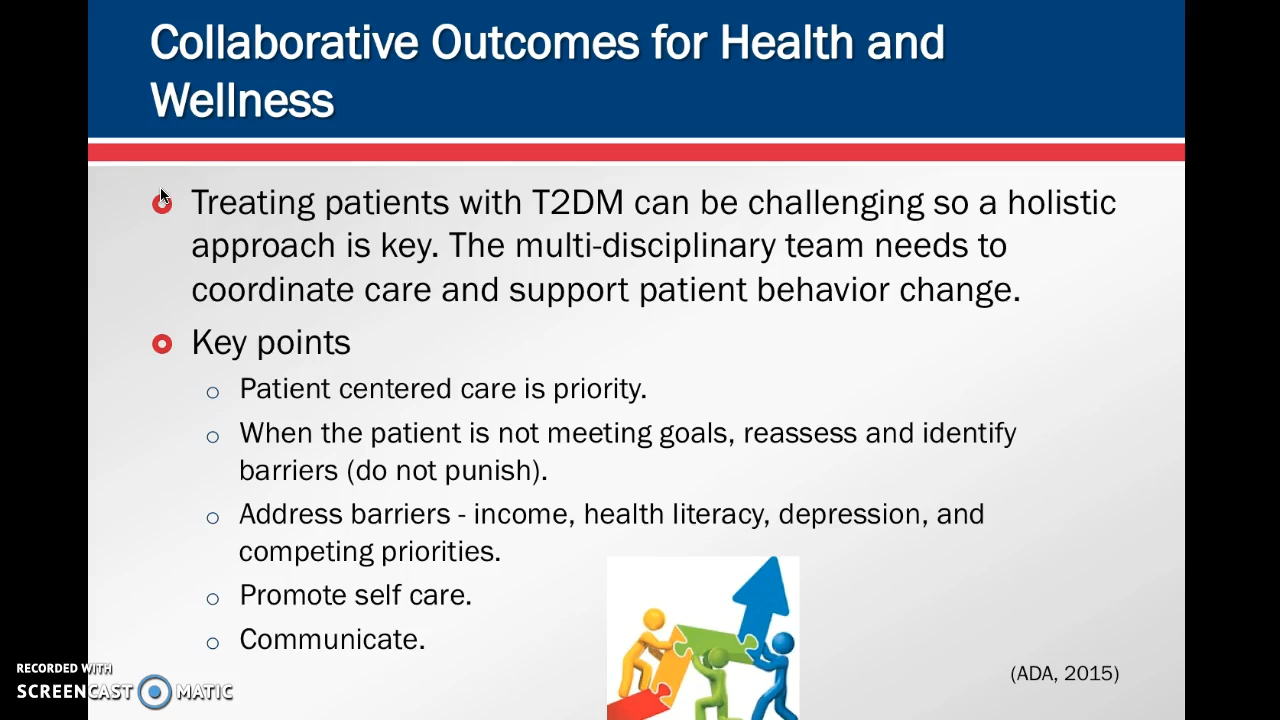 Collaborative Outcomes for Health and
Wellness
Treating patients with T2DM can be challenging so a holistic
approach is key. The multi-disciplinary team needs to
coordinate care and support patient behavior change.
Key points
Patient centered care is priority.
When the patient is not meeting goals, reassess and identify
barriers (do not punish).
Address barriers - income, health literacy, depression, and
competing priorities.
Promote self care.
Communicate.
(ADA, 2015)
RECORDED WITH
SCREENCAST MATIC